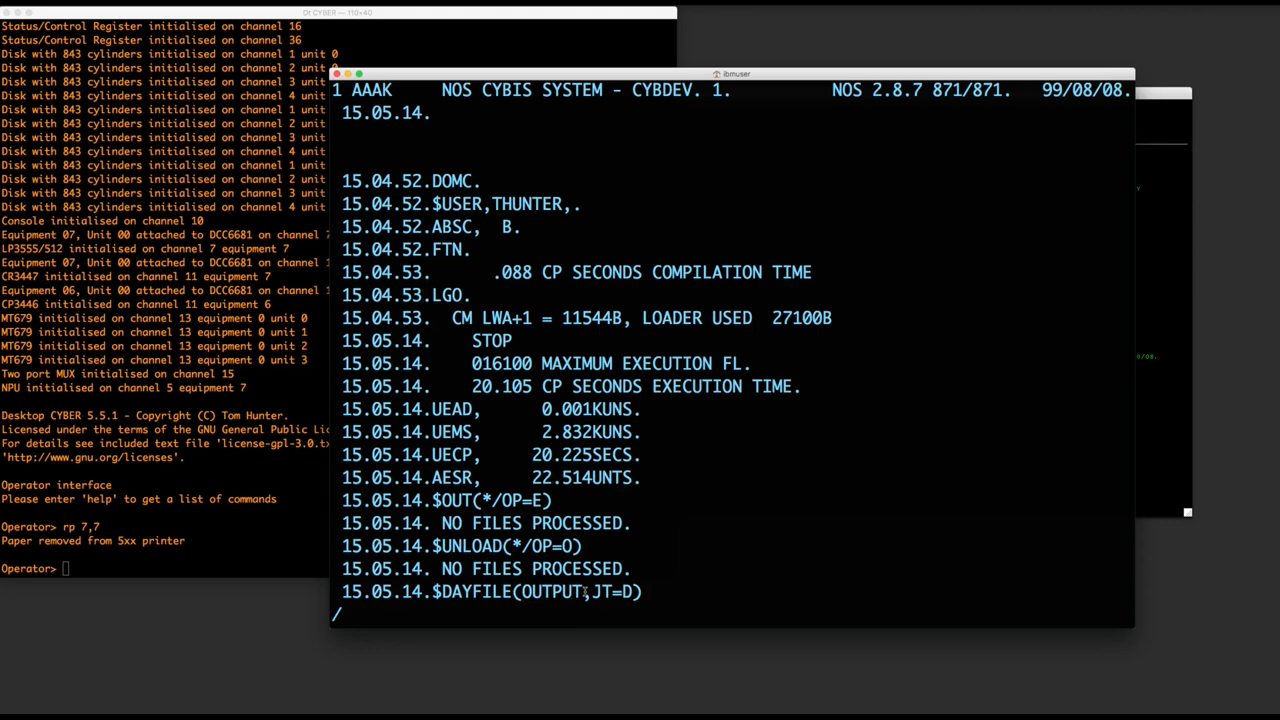 Dt CYBER — 110×40
Status/Control Register initialised on channel 16
Status/Control Register initialised on channel 36
Disk with 843 cylinders initialised on channel 1 unit 0
Disk with 843 cylinders initialised on channel 2 unit 0
Disk with 843 cylinders initialised on channel 3 unit
Disk with 843 cylinders initialised on channel 4 unit
Disk with 843 cylinders initialised on channel 1 unit
Disk with 843 cylinders initialised on channel 2 unit
Disk with 843 cylinders initialised on channel 3 unit
Disk with 843 cylinders initialised on channel 4 unit
Disk with 843 cylinders initialised on channel 1 unit
Disk with 843 cylinders initialised on channel 2 unit
Disk with 843 cylinders initialised on channel 3 unit
Disk with 843 cylinders initialised on channel 4 unit
Console initialised on channel 10
Equipment 07, Unit 00 attached to DCC6681 on channel 7
LP3555/512 initialised on channel 7 equipment 7
Equipment 07, Unit 00 attached to DCC6681 on channel 1
CR3447 initialised on channel 11 equipment 7
Equipment 06, Unit 00 attached to DCC6681 on channel 1
CP3446 initialised on channel 11 equipment 6
MT679 initialised on channel 13 equipment 0 unit 0
MT679 initialised on channel 13 equipment 0 unit 1
MT679 initialised on channel 13 equipment 0 unit 2
MT679 initialised on channel 13 equipment 0 unit 3
Two port MUX initialised on channel 15
NPU initialised on channel 5 equipment 7
Desktop CYBER 5.5.1 - Copyright (C) Tom Hunter.
Licensed under the terms of the GNU General Public Lic
For details see included text file 'license-gpl-3.0.tx
'http://www.gnu.org/licenses'.
Operator interface
Please enter 'help' to get a list of commands
Operator> rp 7,7
Paper removed from 5xx printer
Operator>
ibmuser
1 AAAK NOS CYBIS SYSTEM - CYBDEV. 1. NOS 2.8.7 871/871. 99/08/08.
15.05.14.
15.04.52.DOMC.
15.04.52.$USER,THUNTER,.
15.04.52.ABSC, B.
15.04.52.FTN.
15.04.53. .088 CP SECONDS COMPILATION TIME
15.04.53.LGO.
15.04.53. CM LWA+1 = 11544B, LOADER USED 27100B
15.05.14. STOP
15.05.14. 016100 MAXIMUM EXECUTION FL.
15.05.14. 20.105 CP SECONDS EXECUTION TIME.
15.05.14.UEAD, 0.001KUNS.
15.05.14.UEMS, 2.832KUNS.
15.05.14.UECP, 20.225SECS.
15.05.14.AESR, 22.514UNTS.
15.05.14.$OUT(*/OP=E)
15.05.14. NO FILES PROCESSED.
15.05.14.$UNLOAD(*/OP=O)
15.05.14. NO FILES PROCESSED.
15.05.14.$DAYFILE(OUTPUT,JT=D)
/
Y
0/08.